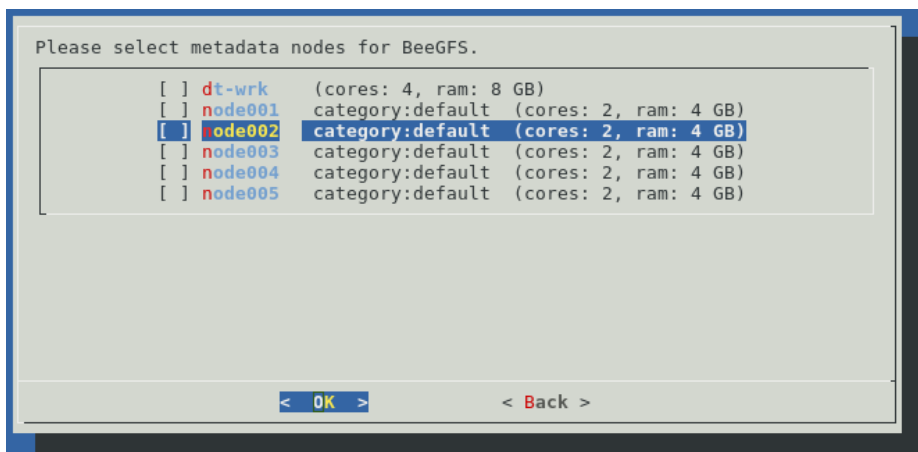 Please select metadata nodes for BeeGFS.
[ ] dt-wrk (cores: 4, ram: 8 GB)
[ ] node001 category:default (cores: 2, ram: 4 GB)
[ ] node002 category:default (cores: 2, ram: 4 GB)
[ ] node003 category:default (cores: 2, ram: 4 GB)
[ ] node004 category:default (cores: 2, ram: 4 GB)
[ ] node005 category:default (cores: 2, ram: 4 GB)
< OK > < Back >